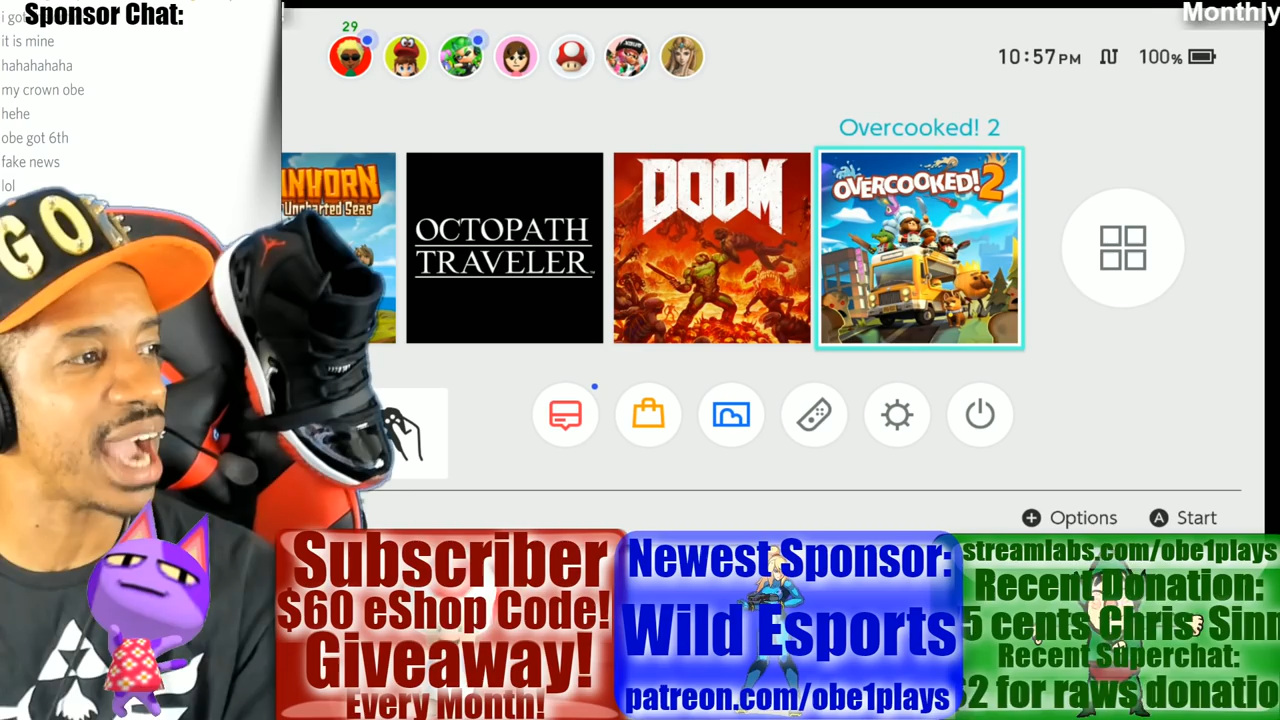 Sponsor Chat:
it is mine
hahahahaha
my crown obe
hehe
obe got 6th
fake news
lol
GO
Monthly
29
10:57PM 100%
Overcooked! 2
Uncharted Seas
OCTOPATH
TRAVELER
DOOM
OVERCOOKED! 2
Options
Start
Subscriber
$60 eShop Code!
Giveaway!
Every Month!
Newest Sponsor:
Wild Esports
patreon.com/obe1plays
streamlabs.com/obe1plays
Recent Donation:
5 cents Chris Sinn
Recent Superchat:
$2 for raws donatio